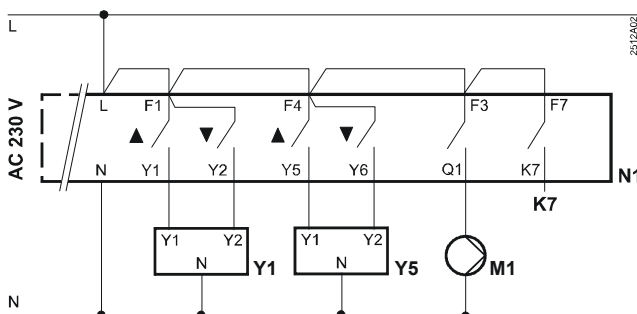 L
2512A02
AC 230 V
L F1 F4 F3 F7
N Y1 Y2 Y5 Y6 Q1 K7 N1
K7
Y1 Y2 Y1 Y2
N Y1 N Y5 M1
N